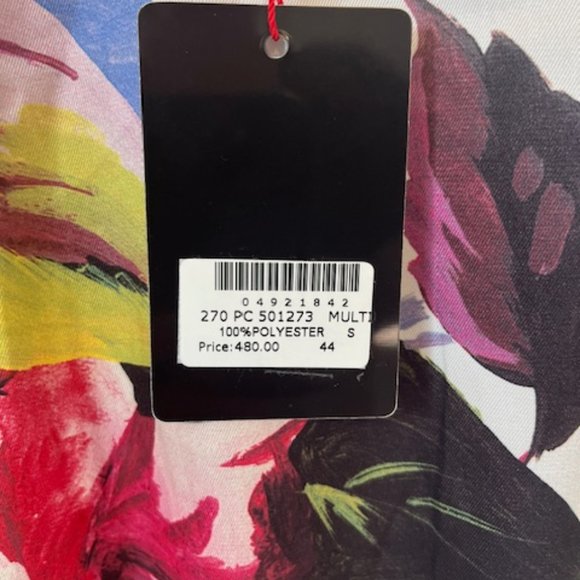 04921842
270 PC 501273 MULTI
100%POLYESTER S
Price:480.00 44